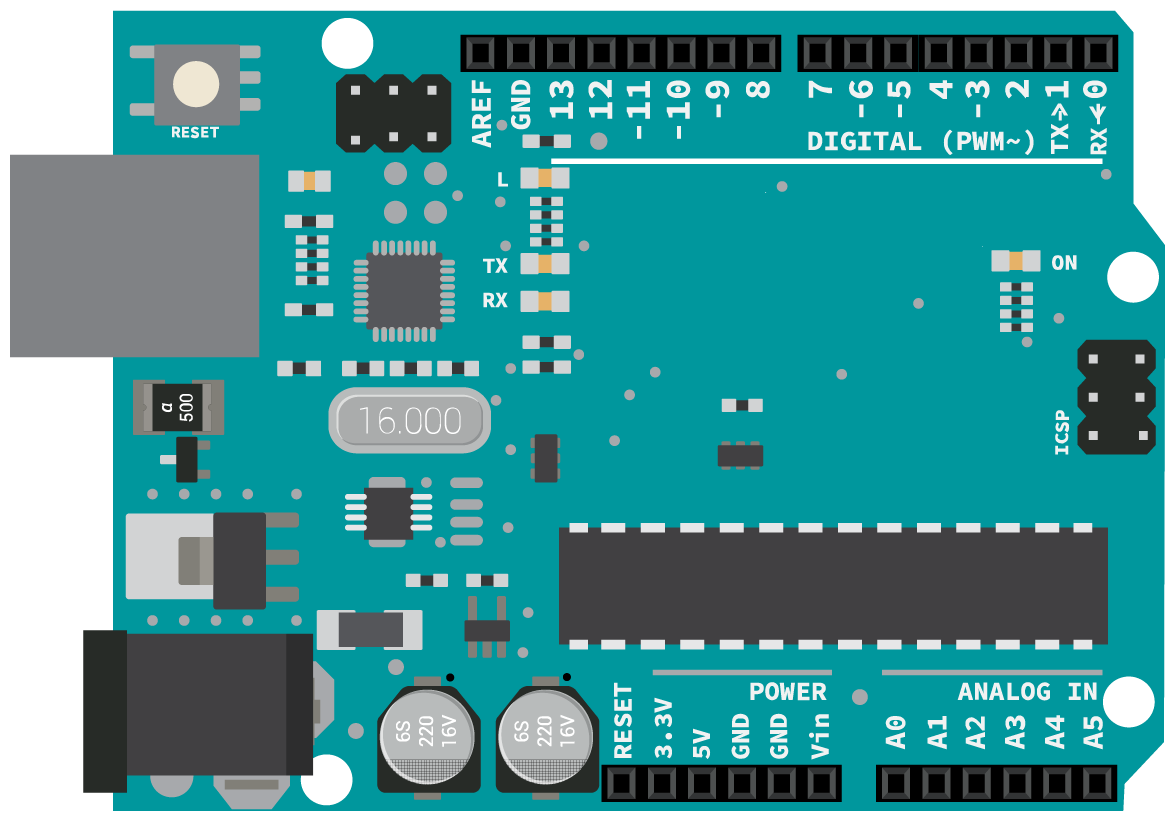 RESET
AREF
GND
13
12
~11
~10
~9
8
7
~6
~5
4
~3
2
TX>1
RX<0
DIGITAL (PWM~)
L
TX
RX
ON
ICSP
a
500
16.000
6S
220
16V
6S
220
16V
POWER
ANALOG IN
RESET
3.3V
5V
GND
GND
Vin
A0
A1
A2
A3
A4
A5